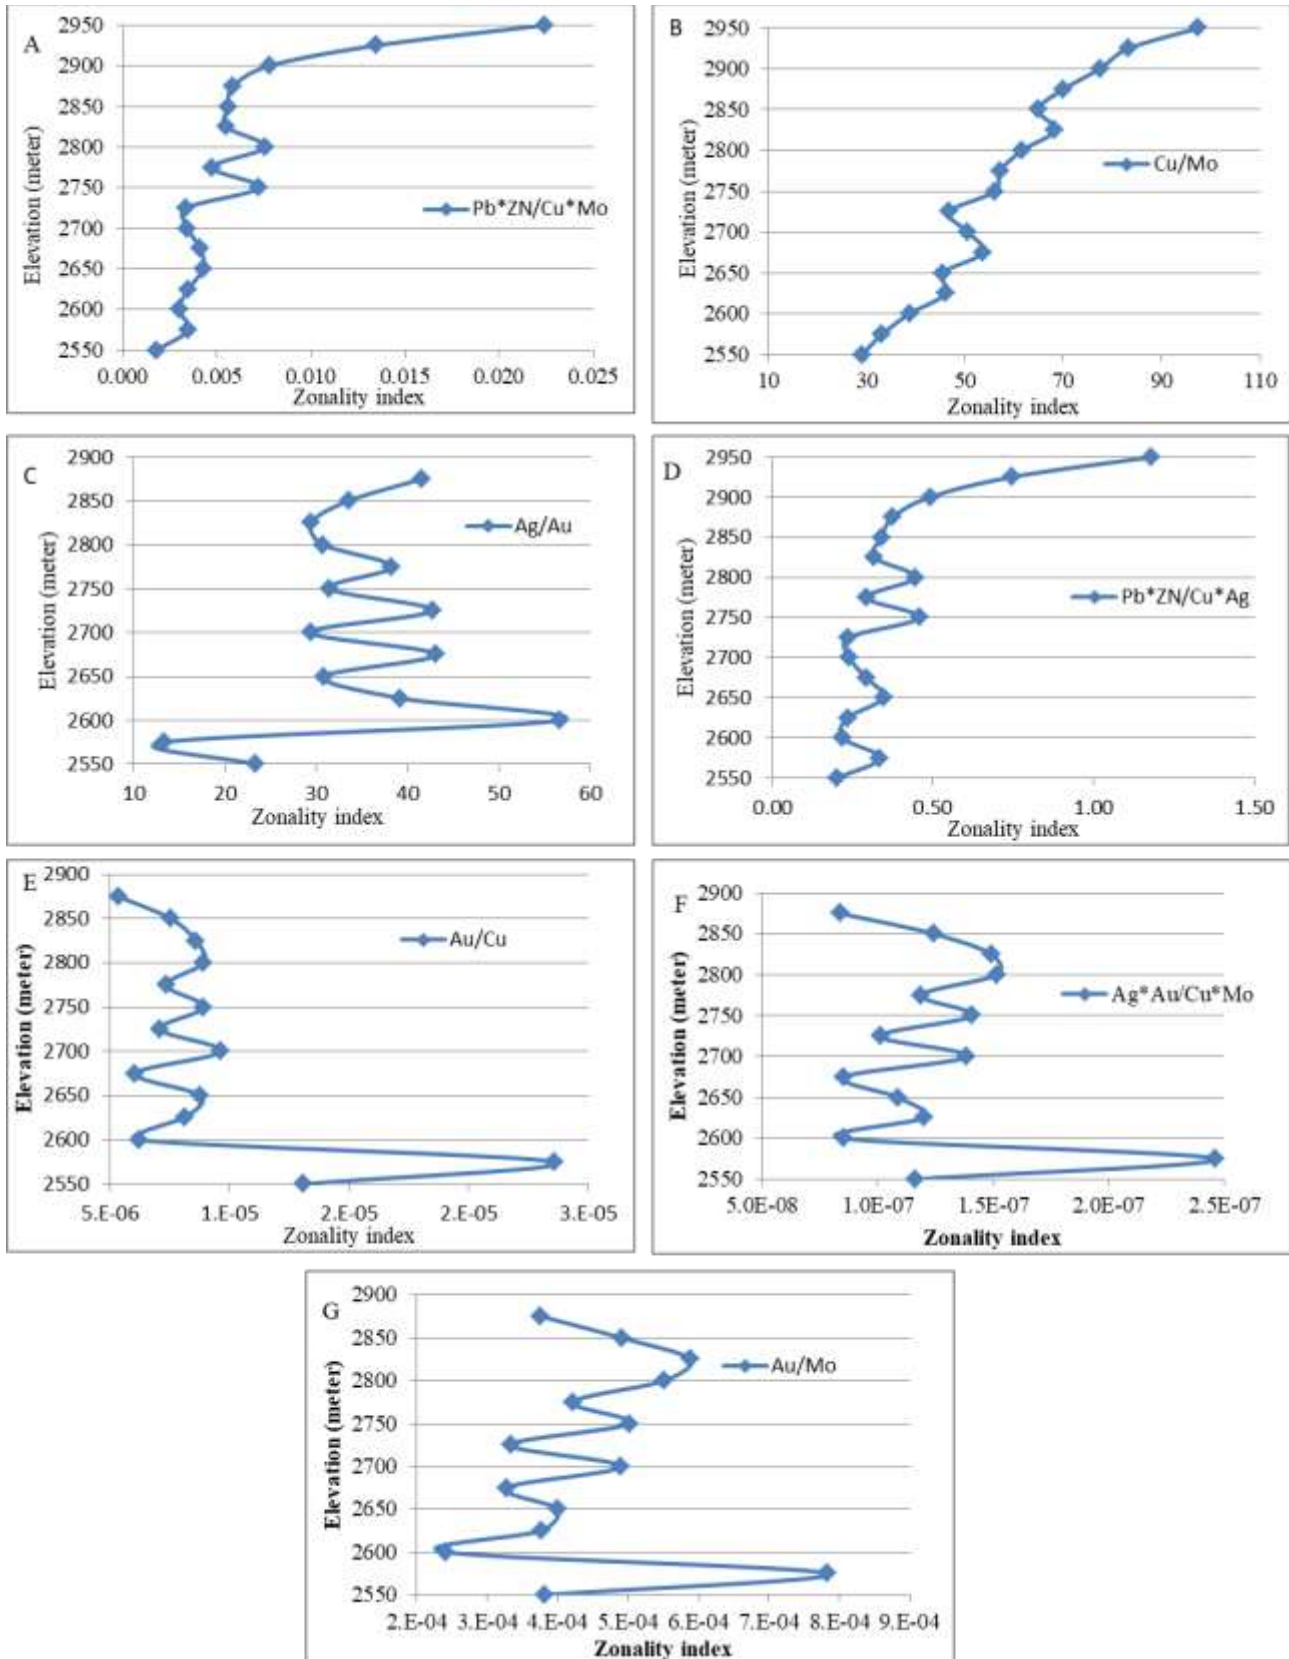 A
2950
2900
2850
2800
2750
2700
2650
2600
2550
Elevation (meter)
Pb*ZN/Cu*Mo
0.000 0.005 0.010 0.015 0.020 0.025
Zonality index
B
2950
2900
2850
2800
2750
2700
2650
2600
2550
Elevation (meter)
Cu/Mo
10 30 50 70 90 110
Zonality index
C
2900
2850
2800
2750
2700
2650
2600
2550
Elevation (meter)
Ag/Au
10 20 30 40 50 60
Zonality index
D
2950
2900
2850
2800
2750
2700
2650
2600
2550
Elevation (meter)
Pb*ZN/Cu*Ag
0.00 0.50 1.00 1.50
Zonality index
E
2900
2850
2800
2750
2700
2650
2600
2550
Elevation (meter)
Au/Cu
5.E-06 1.E-05 2.E-05 2.E-05 3.E-05
Zonality index
F
2900
2850
2800
2750
2700
2650
2600
2550
Elevation (meter)
Ag*Au/Cu*Mo
5.0E-08 1.0E-07 1.5E-07 2.0E-07 2.5E-07
Zonality index
G
2900
2850
2800
2750
2700
2650
2600
2550
Elevation (meter)
Au/Mo
2.E-04 3.E-04 4.E-04 5.E-04 6.E-04 7.E-04 8.E-04 9.E-04
Zonality index